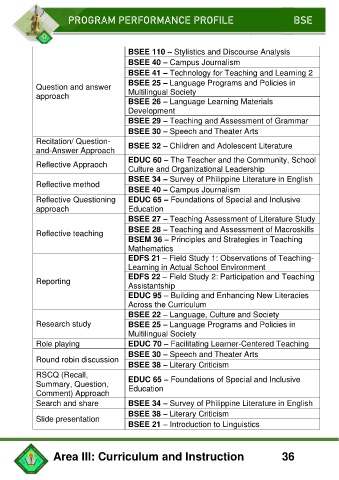 PROGRAM PERFORMANCE PROFILE BSE
BSEE 110 – Stylistics and Discourse Analysis
BSEE 40 – Campus Journalism
BSEE 41 – Technology for Teaching and Learning 2
Question and answer
approach
BSEE 25 – Language Programs and Policies in
Multilingual Society
BSEE 26 – Language Learning Materials
Development
BSEE 29 – Teaching and Assessment of Grammar
BSEE 30 – Speech and Theater Arts
Recitation/ Question-
and-Answer Approach
BSEE 32 – Children and Adolescent Literature
Reflective Appraoch
EDUC 60 – The Teacher and the Community, School
Culture and Organizational Leadership
Reflective method
BSEE 34 – Survey of Philippine Literature in English
BSEE 40 – Campus Journalism
Reflective Questioning
approach
EDUC 65 – Foundations of Special and Inclusive
Education
Reflective teaching
BSEE 27 – Teaching Assessment of Literature Study
BSEE 28 – Teaching and Assessment of Macroskills
BSEM 36 – Principles and Strategies in Teaching
Mathematics
Reporting
EDFS 21 – Field Study 1: Observations of Teaching-
Learning in Actual School Environment
EDFS 22 – Field Study 2: Participation and Teaching
Assistantship
EDUC 95 – Building and Enhancing New Literacies
Across the Curriculum
Research study
BSEE 22 – Language, Culture and Society
BSEE 25 – Language Programs and Policies in
Multilingual Society
Role playing
EDUC 70 – Facilitating Learner-Centered Teaching
Round robin discussion
BSEE 30 – Speech and Theater Arts
BSEE 38 – Literary Criticism
RSCQ (Recall,
Summary, Question,
Comment) Approach
EDUC 65 – Foundations of Special and Inclusive
Education
Search and share
BSEE 34 – Survey of Philippine Literature in English
Slide presentation
BSEE 38 – Literary Criticism
BSEE 21 – Introduction to Linguistics
Area III: Curriculum and Instruction 36